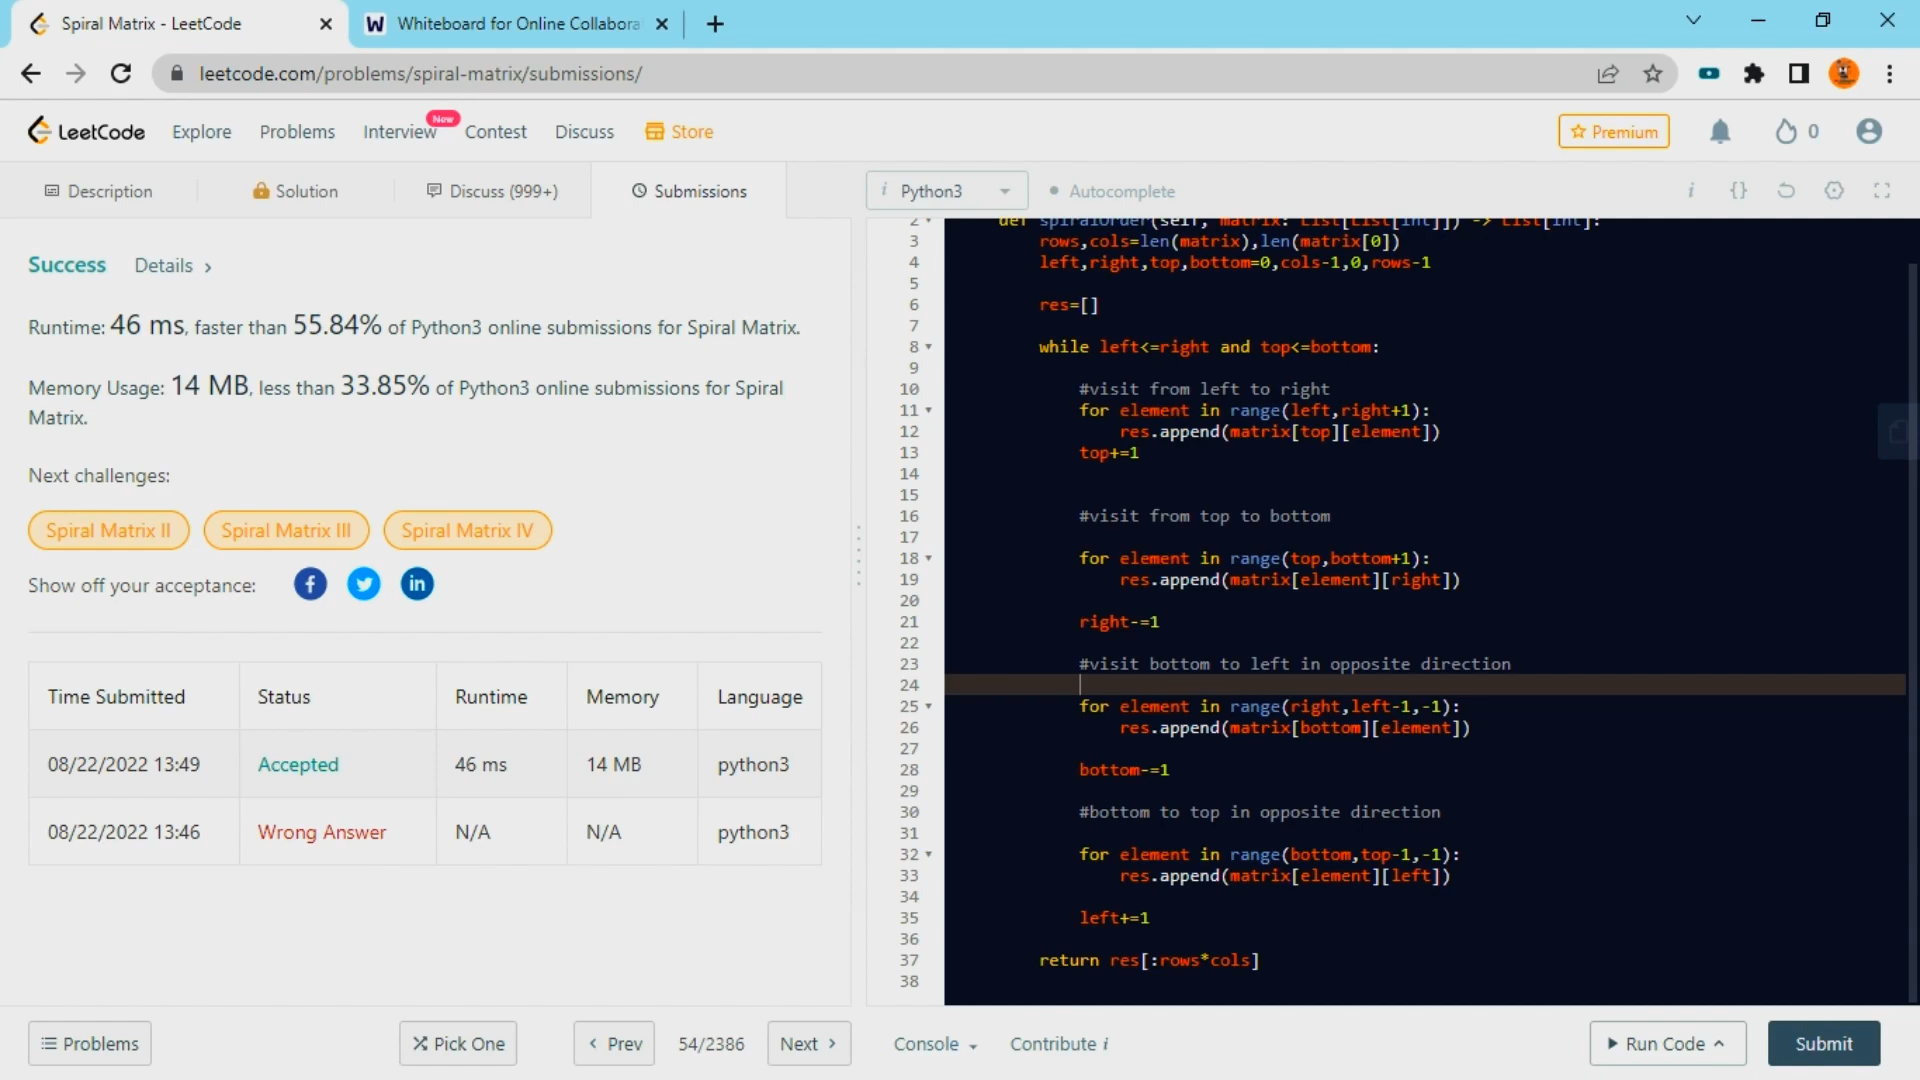 Spiral Matrix - LeetCode
Whiteboard for Online Collabora
leetcode.com/problems/spiral-matrix/submissions/
LeetCode
Explore
Problems
Interview
New
Contest
Discuss
Store
Premium
0
Description
Solution
Discuss (999+)
Submissions
Python3
Autocomplete
Success
Details
Runtime: 46 ms, faster than 55.84% of Python3 online submissions for Spiral Matrix.
Memory Usage: 14 MB, less than 33.85% of Python3 online submissions for Spiral
Matrix.
Next challenges:
Spiral Matrix II
Spiral Matrix III
Spiral Matrix IV
Show off your acceptance:
Time Submitted Status Runtime Memory Language
08/22/2022 13:49 Accepted 46 ms 14 MB python3
08/22/2022 13:46 Wrong Answer N/A N/A python3
2 def spiralOrder(self, matrix: List[List[int]]) -> List[int]:
3 rows,cols=len(matrix),len(matrix[0])
4 left,right,top,bottom=0,cols-1,0,rows-1
5
6 res=[]
7
8 while left<=right and top<=bottom:
9
10 #visit from left to right
11 for element in range(left,right+1):
12 res.append(matrix[top][element])
13 top+=1
14
15
16 #visit from top to bottom
17
18 for element in range(top,bottom+1):
19 res.append(matrix[element][right])
20
21 right-=1
22
23 #visit bottom to left in opposite direction
24
25 for element in range(right,left-1,-1):
26 res.append(matrix[bottom][element])
27
28 bottom-=1
29
30 #bottom to top in opposite direction
31
32 for element in range(bottom,top-1,-1):
33 res.append(matrix[element][left])
34
35 left+=1
36
37 return res[:rows*cols]
38
Problems
Pick One
Prev
54/2386
Next
Console
Contribute i
Run Code
Submit